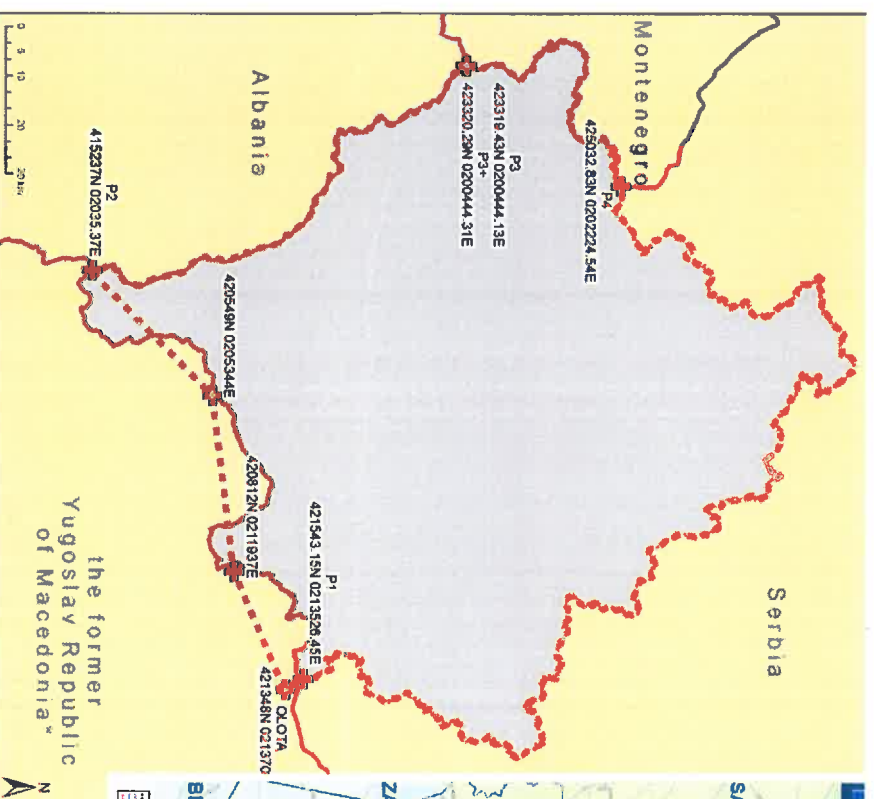 Montenegro
Serbia
P4
425032.83N 0202224.54E
P3
423319.43N 0200444.13E
P3+
423320.29N 0200444.31E
Albania
P1
421543.15N 0213526.45E
420549N 0205344E
420812N 0211937E
OLOTA
421348N 021370
P2
415237N 02035.37E
the former
Yugoslav Republic
of Macedonia*
0 5 10 20
N